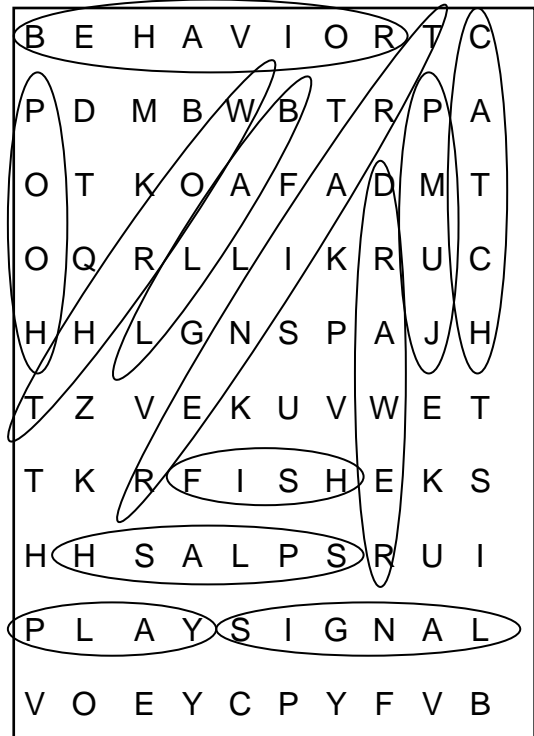 B E H A V I O R T C
P D M B W B T R P A
O T K O A F A D M T
O Q R L L I K R U C
H H L G N S P A J H
T Z V E K U V W E T
T K R F I S H E K S
H H S A L P S R U I
P L A Y S I G N A L
V O E Y C P Y F V B